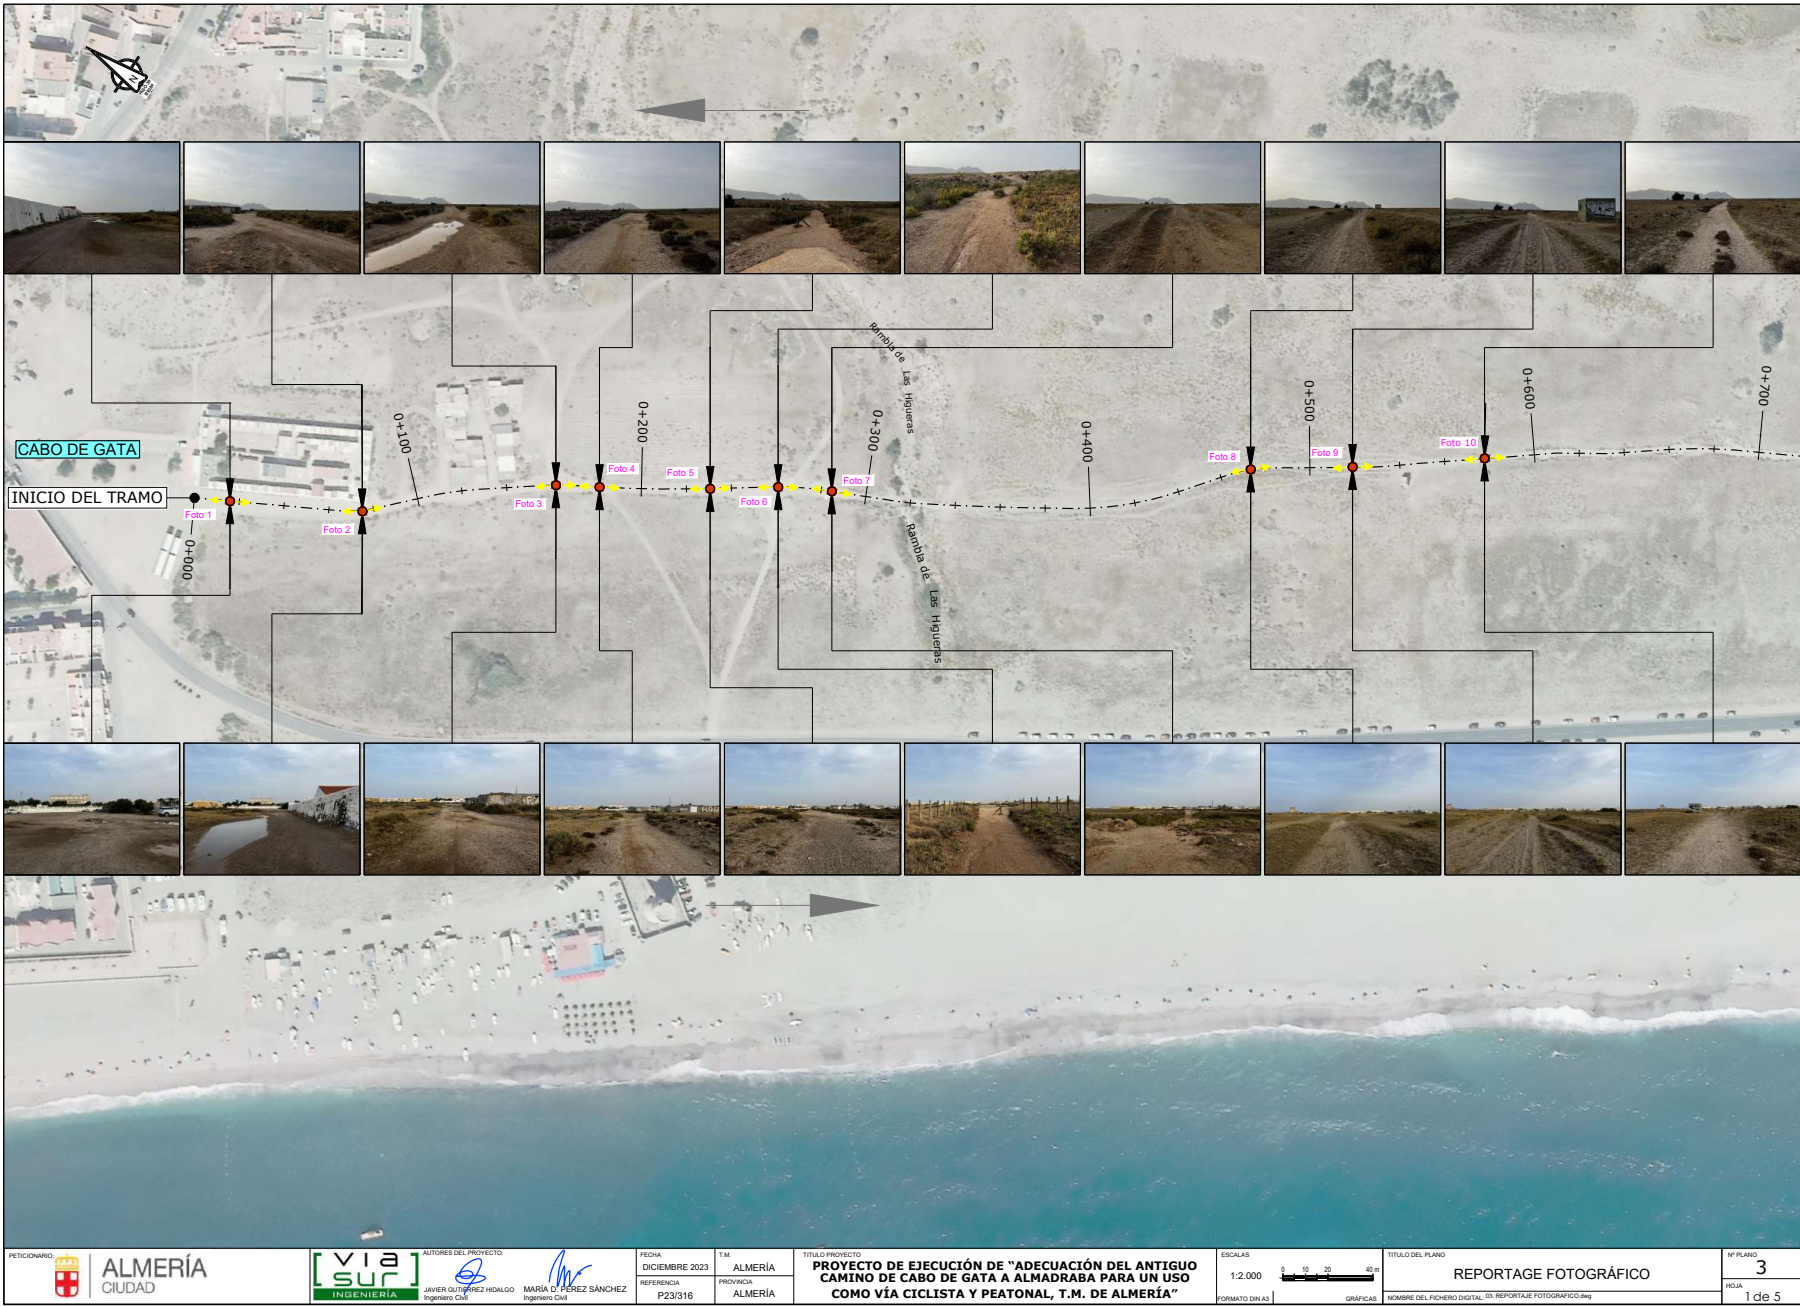 N
Rambla de Las Higueras
0+100
0+200
0+300
0+400
0+500
0+600
0+700
CABO DE GATA
INICIO DEL TRAMO
0+000
Foto 1
Foto 2
Foto 3
Foto 4
Foto 5
Foto 6
Foto 7
Foto 8
Foto 9
Foto 10
Rambla de Las Higueras
PETICIONARIO:
ALMERÍA
CIUDAD
via
sur
INGENIERÍA
AUTORES DEL PROYECTO:
JAVIER GUTIÉRREZ HIDALGO
Ingeniero Civil
MARÍA D. PÉREZ SÁNCHEZ
Ingeniero Civil
FECHA
DICIEMBRE 2023
REFERENCIA
P23/316
T.M.
ALMERÍA
PROVINCIA
ALMERÍA
TITULO PROYECTO
PROYECTO DE EJECUCIÓN DE "ADECUACIÓN DEL ANTIGUO
CAMINO DE CABO DE GATA A ALMADRABA PARA UN USO
COMO VÍA CICLISTA Y PEATONAL, T.M. DE ALMERÍA"
ESCALAS
1:2.000
0 10 20 40 m
FORMATO DIN A3
GRÁFICAS
TITULO DEL PLANO
REPORTAGE FOTOGRÁFICO
NOMBRE DEL FICHERO DIGITAL: 03. REPORTAJE FOTOGRAFICO.dwg
Nº PLANO
3
HOJA
1 de 5